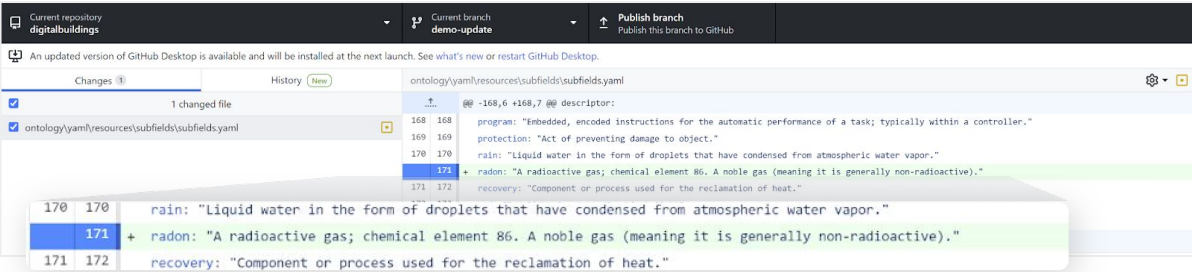 Current repository
digitalbuildings
Current branch
demo-update
Publish branch
Publish this branch to GitHub
An updated version of GitHub Desktop is available and will be installed at the next launch. See what's new or restart GitHub Desktop.
Changes 1
History New
ontology\yaml\resources\subfields\subfields.yaml
1 changed file
@@ -168,6 +168,7 @@ descriptor:
ontology\yaml\resources\subfields\subfields.yaml
168 168 program: "Embedded, encoded instructions for the automatic performance of a task; typically within a controller."
169 169 protection: "Act of preventing damage to object."
170 170 rain: "Liquid water in the form of droplets that have condensed from atmospheric water vapor."
171 + radon: "A radioactive gas; chemical element 86. A noble gas (meaning it is generally non-radioactive)."
171 172 recovery: "Component or process used for the reclamation of heat."
170 170 rain: "Liquid water in the form of droplets that have condensed from atmospheric water vapor."
171 + radon: "A radioactive gas; chemical element 86. A noble gas (meaning it is generally non-radioactive)."
171 172 recovery: "Component or process used for the reclamation of heat."